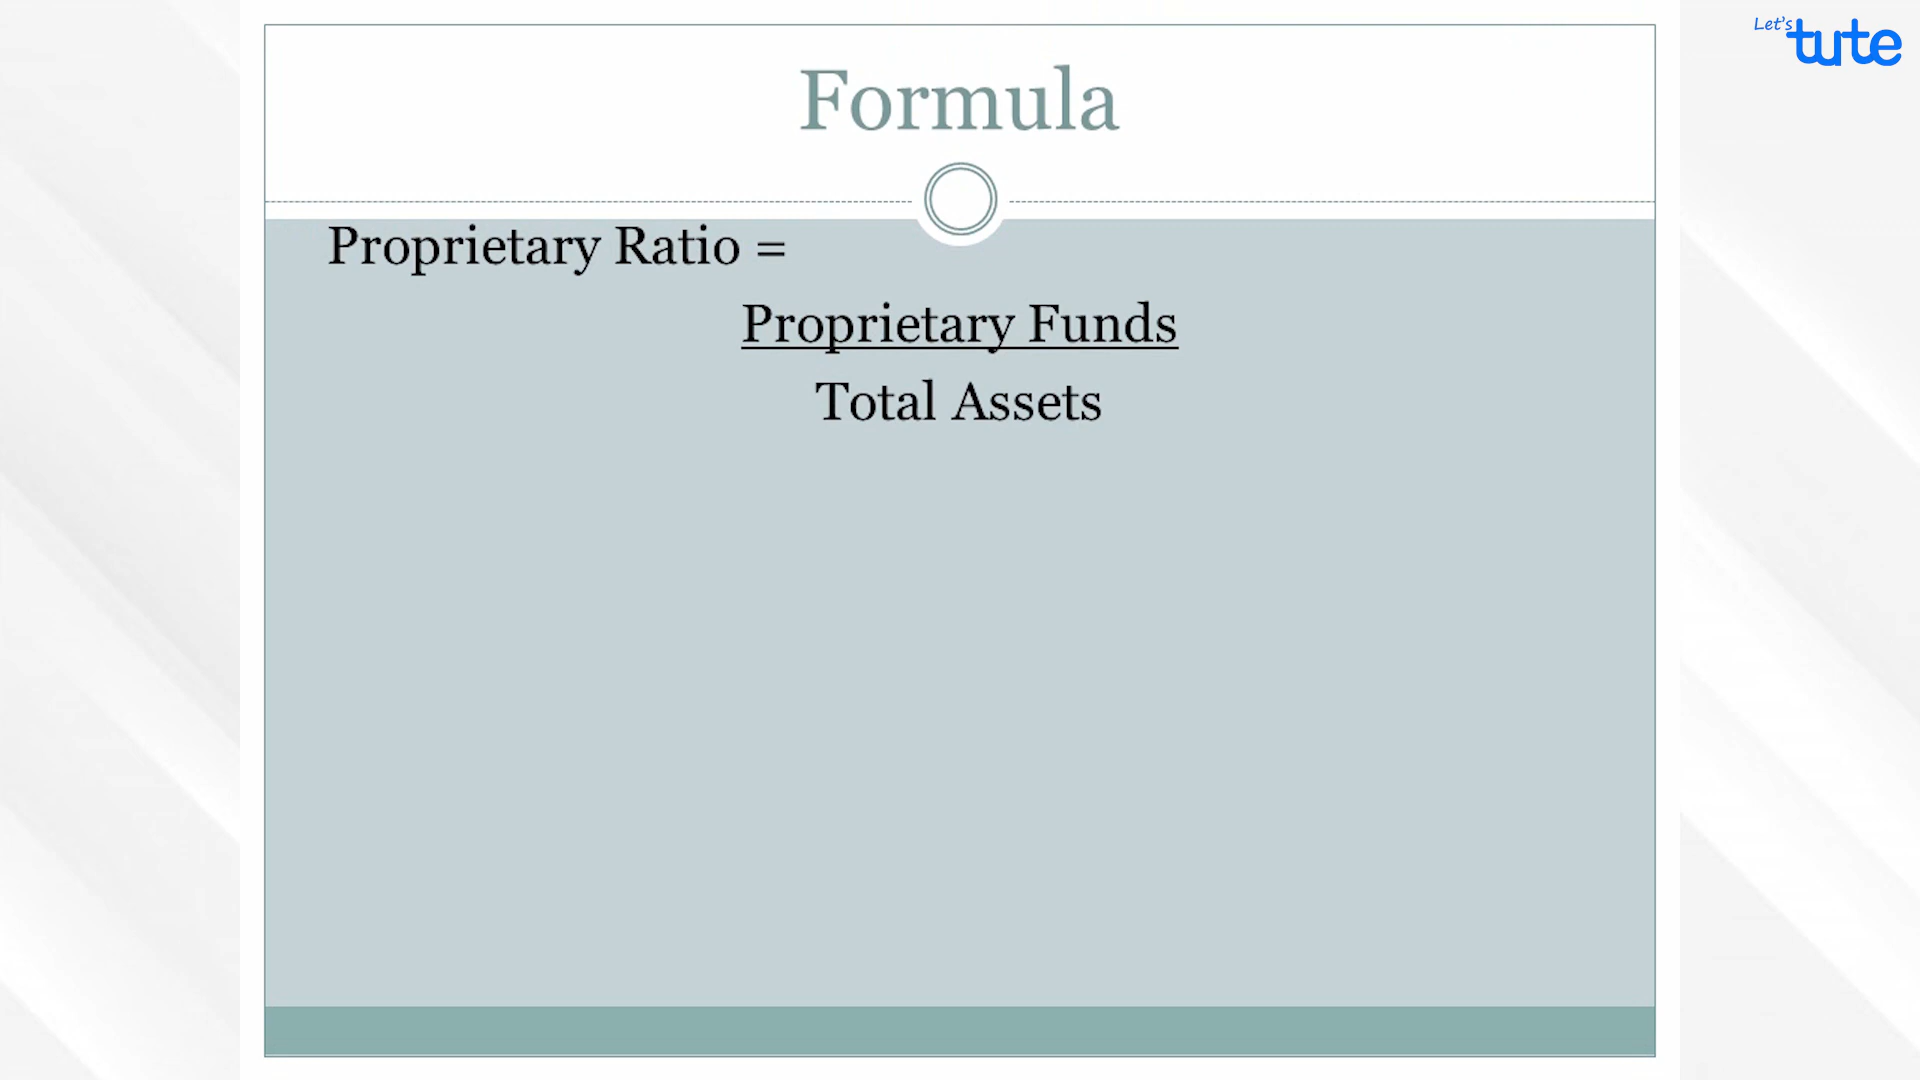 Let's
tute
Formula
Proprietary Ratio =
Proprietary Funds
Total Assets